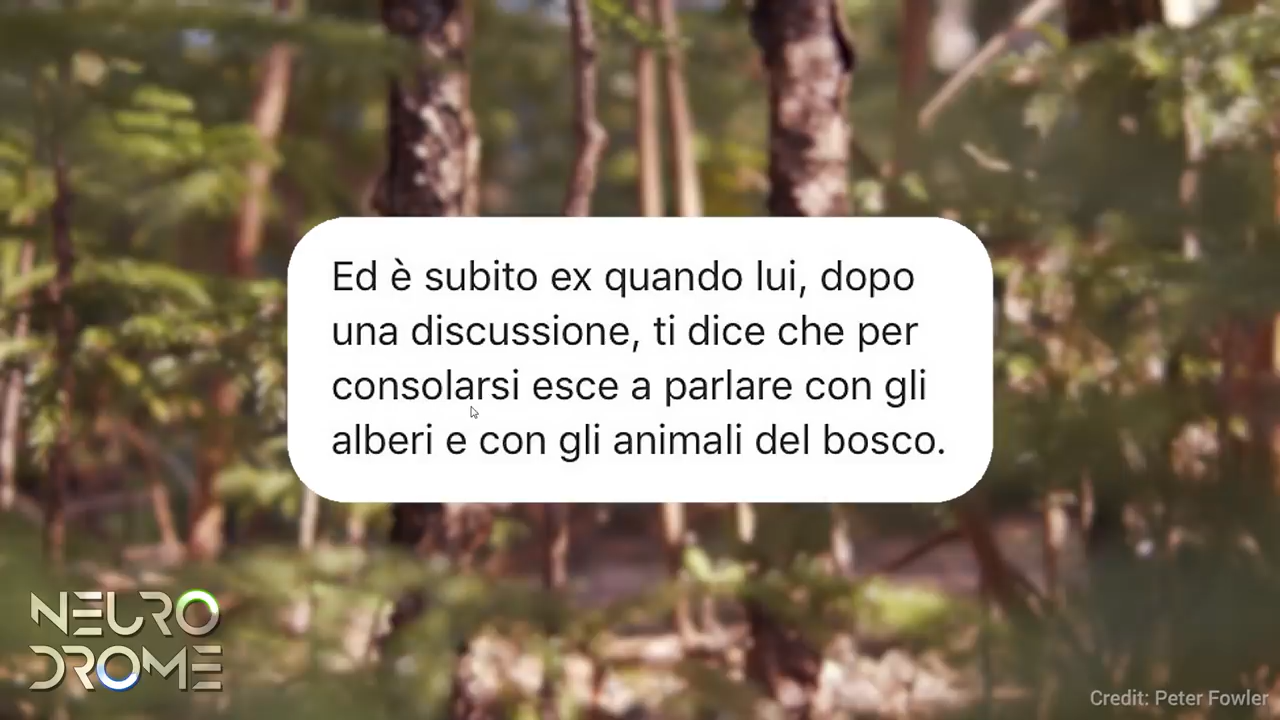 Ed è subito ex quando lui, dopo
una discussione, ti dice che per
consolarsi esce a parlare con gli
alberi e con gli animali del bosco.
NEURO
DROME
Credit: Peter Fowler